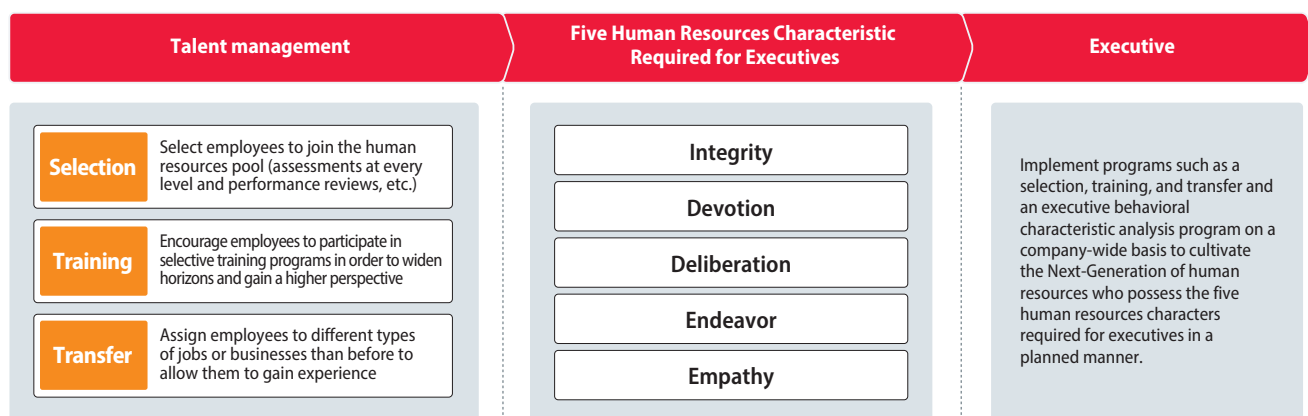 Talent management
Five Human Resources Characteristic
Required for Executives
Executive
Selection
Select employees to join the human
resources pool (assessments at every
level and performance reviews, etc.)
Training
Encourage employees to participate in
selective training programs in order to widen
horizons and gain a higher perspective
Transfer
Assign employees to different types
of jobs or businesses than before to
allow them to gain experience
Integrity
Devotion
Deliberation
Endeavor
Empathy
Implement programs such as a
selection, training, and transfer and
an executive behavioral
characteristic analysis program on a
company-wide basis to cultivate
the Next-Generation of human
resources who possess the five
human resources characters
required for executives in a
planned manner.